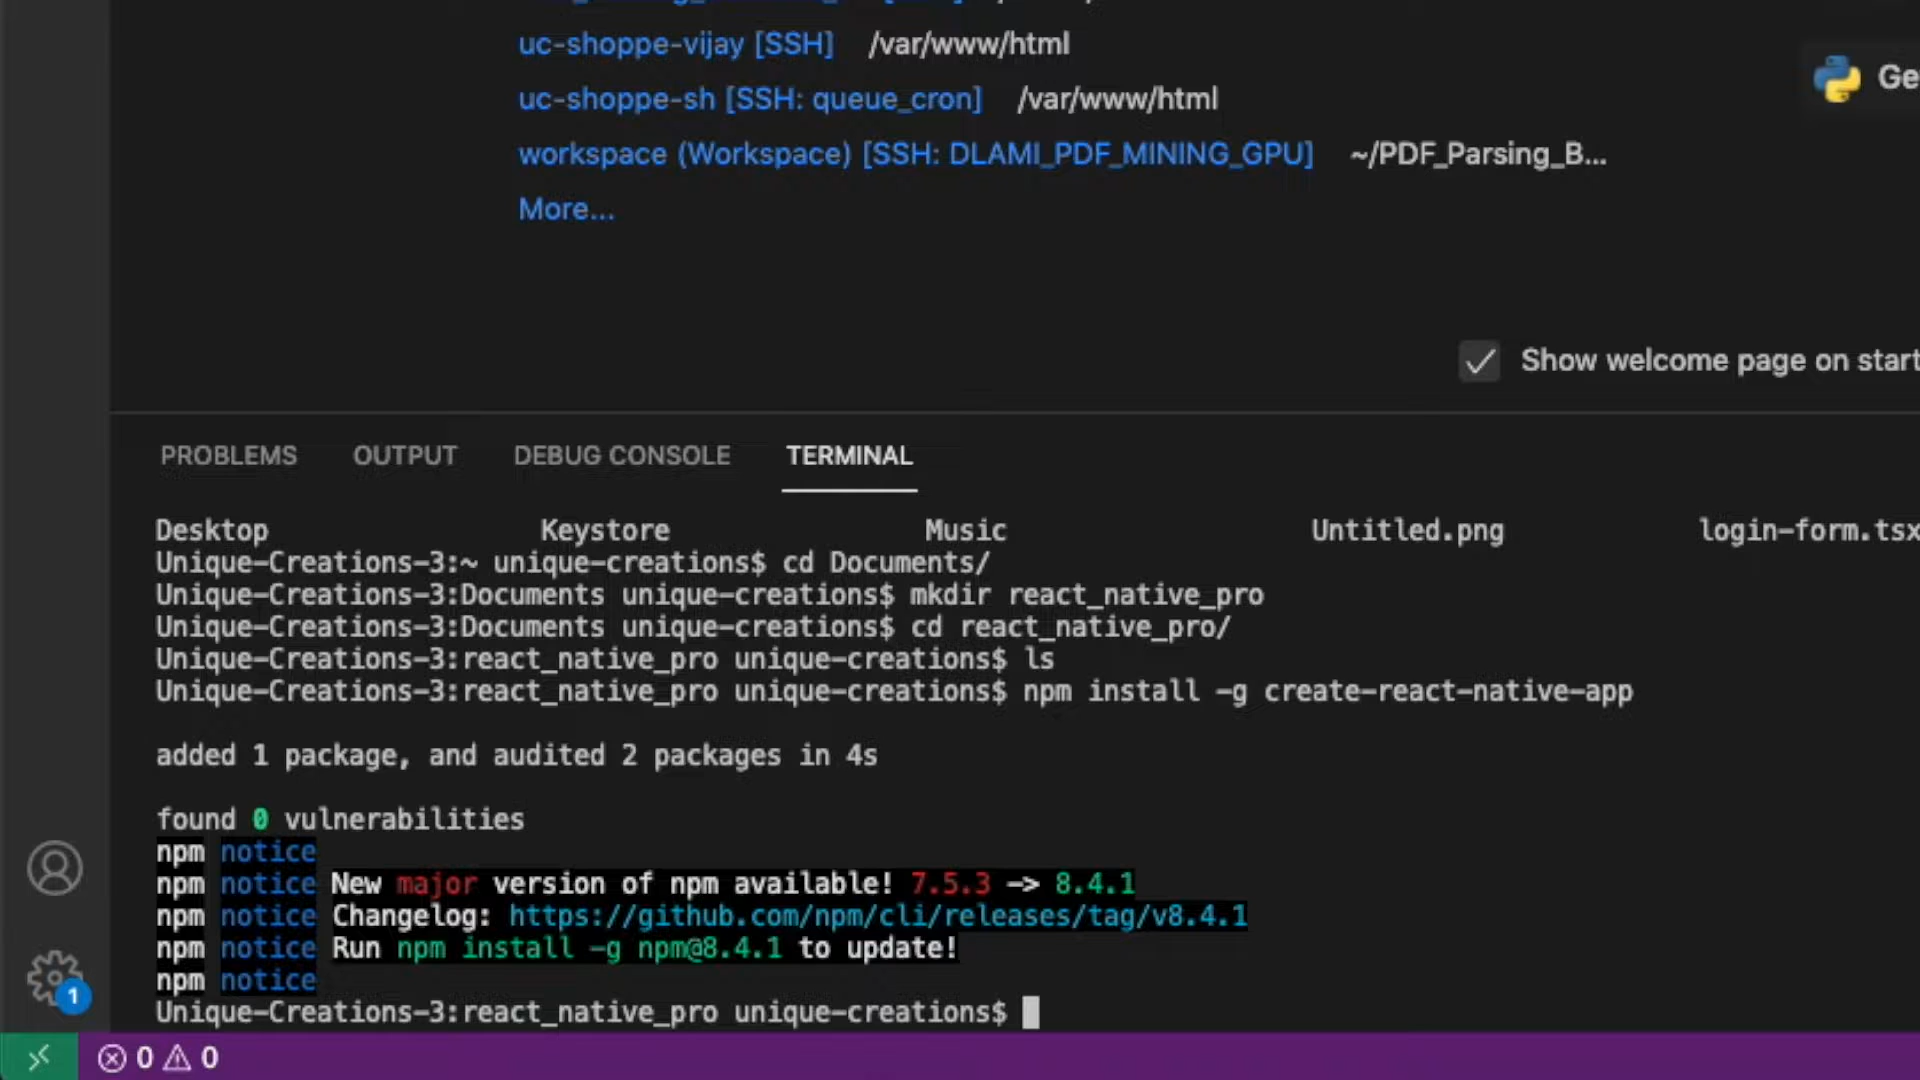 uc-shoppe-vijay [SSH] /var/www/html
uc-shoppe-sh [SSH: queue_cron] /var/www/html
Ge
workspace (Workspace) [SSH: DLAMI_PDF_MINING_GPU] ~/PDF_Parsing_B...
More...
Show welcome page on start
PROBLEMS OUTPUT DEBUG CONSOLE TERMINAL
Desktop Keystore Music Untitled.png login-form.tsx
Unique-Creations-3:~ unique-creations$ cd Documents/
Unique-Creations-3:Documents unique-creations$ mkdir react_native_pro
Unique-Creations-3:Documents unique-creations$ cd react_native_pro/
Unique-Creations-3:react_native_pro unique-creations$ ls
Unique-Creations-3:react_native_pro unique-creations$ npm install -g create-react-native-app
added 1 package, and audited 2 packages in 4s
found 0 vulnerabilities
npm notice
npm notice New major version of npm available! 7.5.3 -> 8.4.1
npm notice Changelog: https://github.com/npm/cli/releases/tag/v8.4.1
npm notice Run npm install -g npm@8.4.1 to update!
npm notice
Unique-Creations-3:react_native_pro unique-creations$
1
0 0